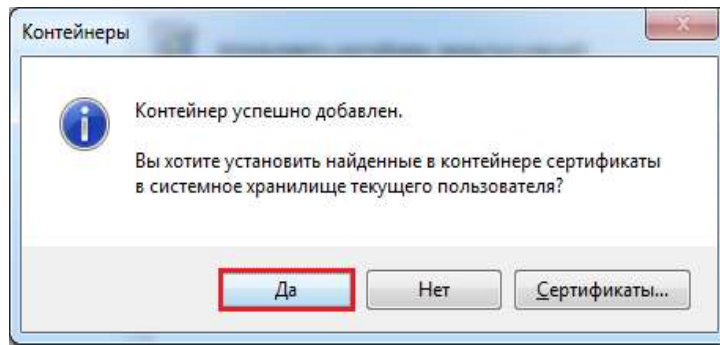 Контейнеры
Контейнер успешно добавлен.
Вы хотите установить найденные в контейнере сертификаты
в системное хранилище текущего пользователя?
Да Нет Сертификаты...